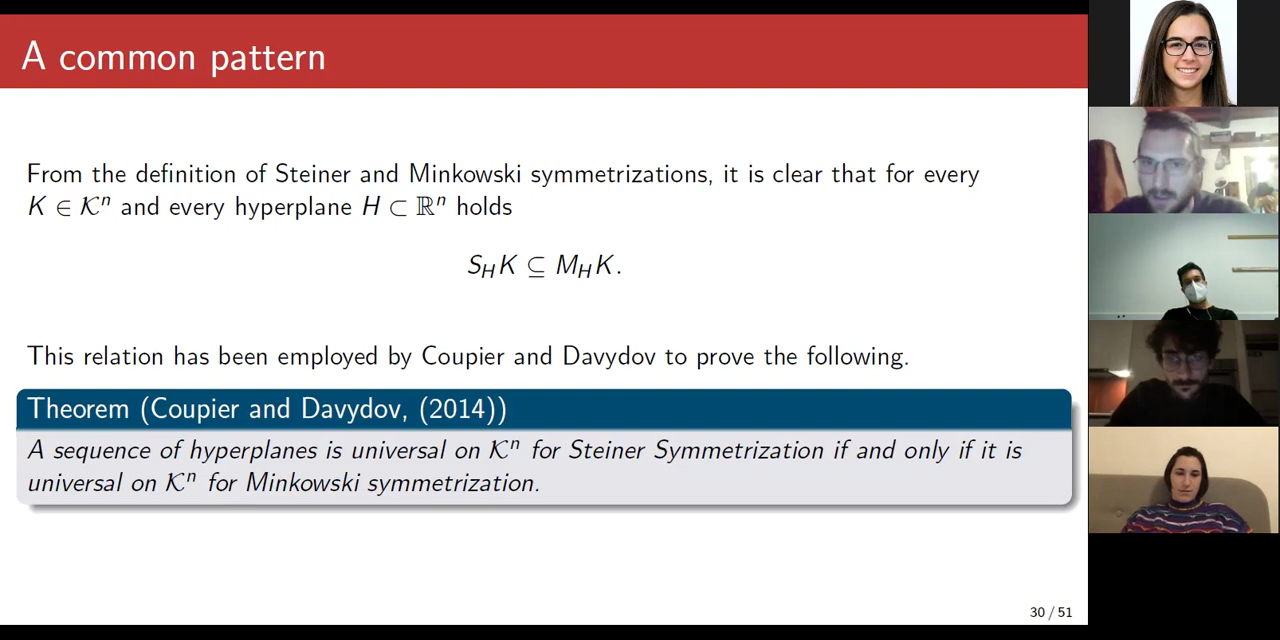 A common pattern
From the definition of Steiner and Minkowski symmetrizations, it is clear that for every
K ∈ 𝒦ⁿ and every hyperplane H ⊂ ℝⁿ holds
S_H K ⊆ M_H K.
This relation has been employed by Coupier and Davydov to prove the following.
Theorem (Coupier and Davydov, (2014))
A sequence of hyperplanes is universal on 𝒦ⁿ for Steiner Symmetrization if and only if it is
universal on 𝒦ⁿ for Minkowski symmetrization.
30 / 51